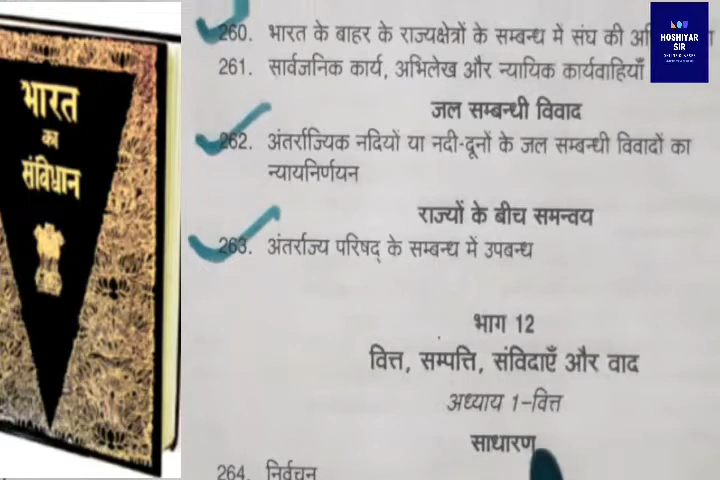 भारत
का
संविधान
260. भारत के बाहर के राज्यक्षेत्रों के सम्बन्ध में संघ की
261. सार्वजनिक कार्य, अभिलेख और न्यायिक कार्यवाहियाँ
जल सम्बन्धी विवाद
262. अंतर्राज्यिक नदियों या नदी-दूनों के जल सम्बन्धी विवादों का
न्यायनिर्णयन
राज्यों के बीच समन्वय
263. अंतर्राज्य परिषद् के सम्बन्ध में उपबन्ध
भाग 12
वित्त, सम्पत्ति, संविदाएँ और वाद
अध्याय 1-वित्त
साधारण
264. निर्वचन
HOSHIYAR
SIR